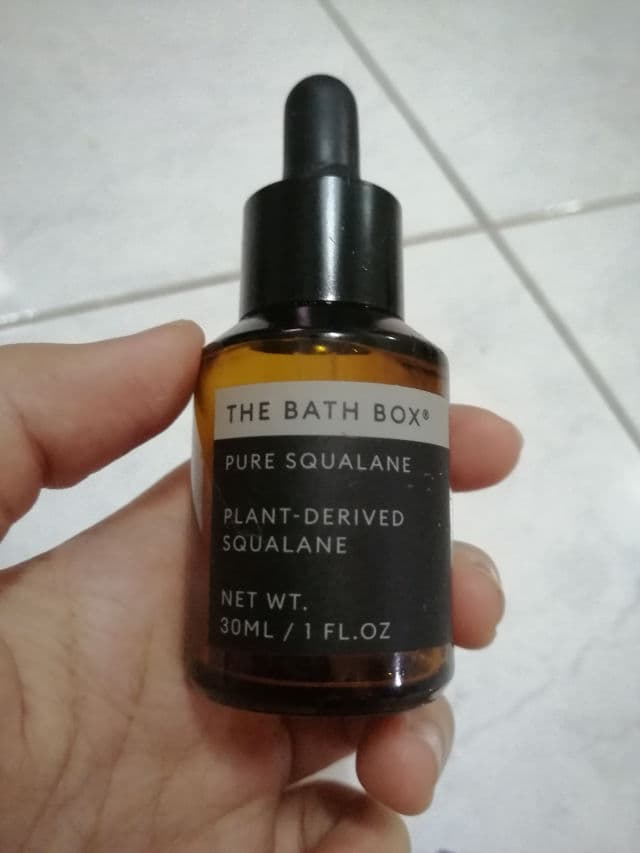 THE BATH BOX®
PURE SQUALANE
PLANT-DERIVED
SQUALANE
NET WT.
30ML / 1 FL.OZ